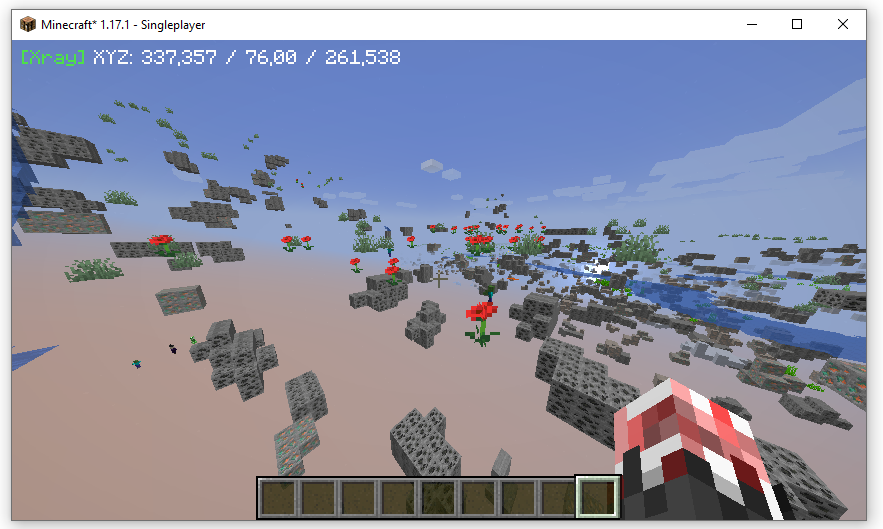 Minecraft* 1.17.1 - Singleplayer
[Xray] XYZ: 337,357 / 76,00 / 261,538